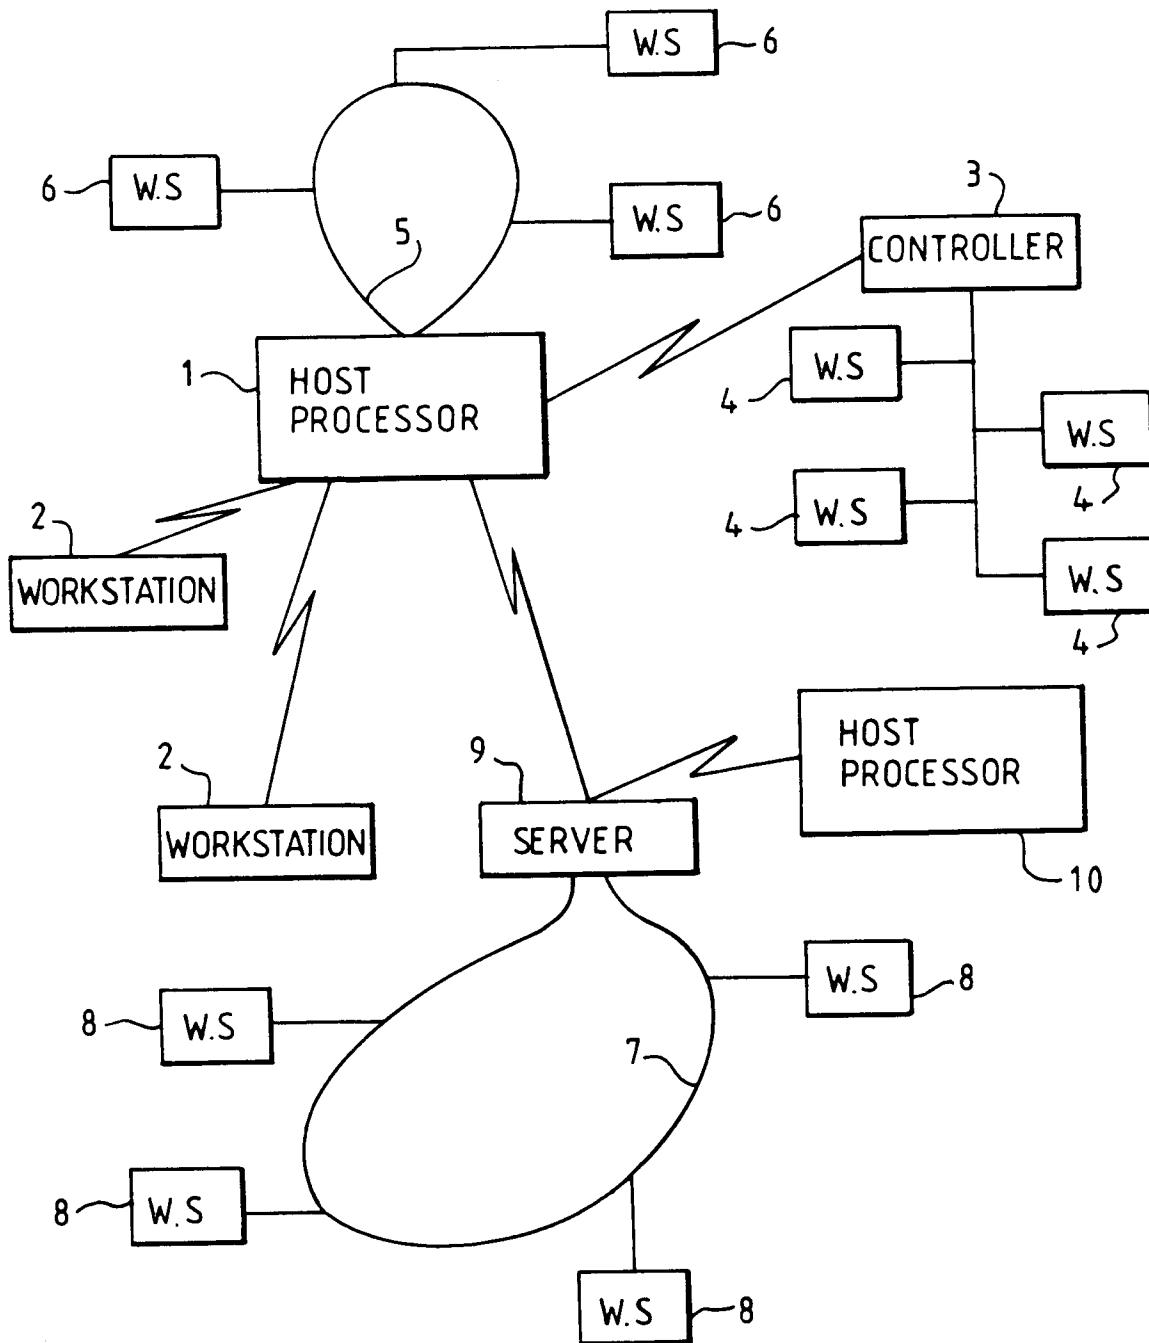 W.S
6
W.S
6
W.S
6
5
3
CONTROLLER
1
HOST
PROCESSOR
W.S
4
W.S
4
W.S
4
W.S
4
2
WORKSTATION
2
WORKSTATION
9
SERVER
HOST
PROCESSOR
10
W.S
8
W.S
8
7
W.S
8
W.S
8